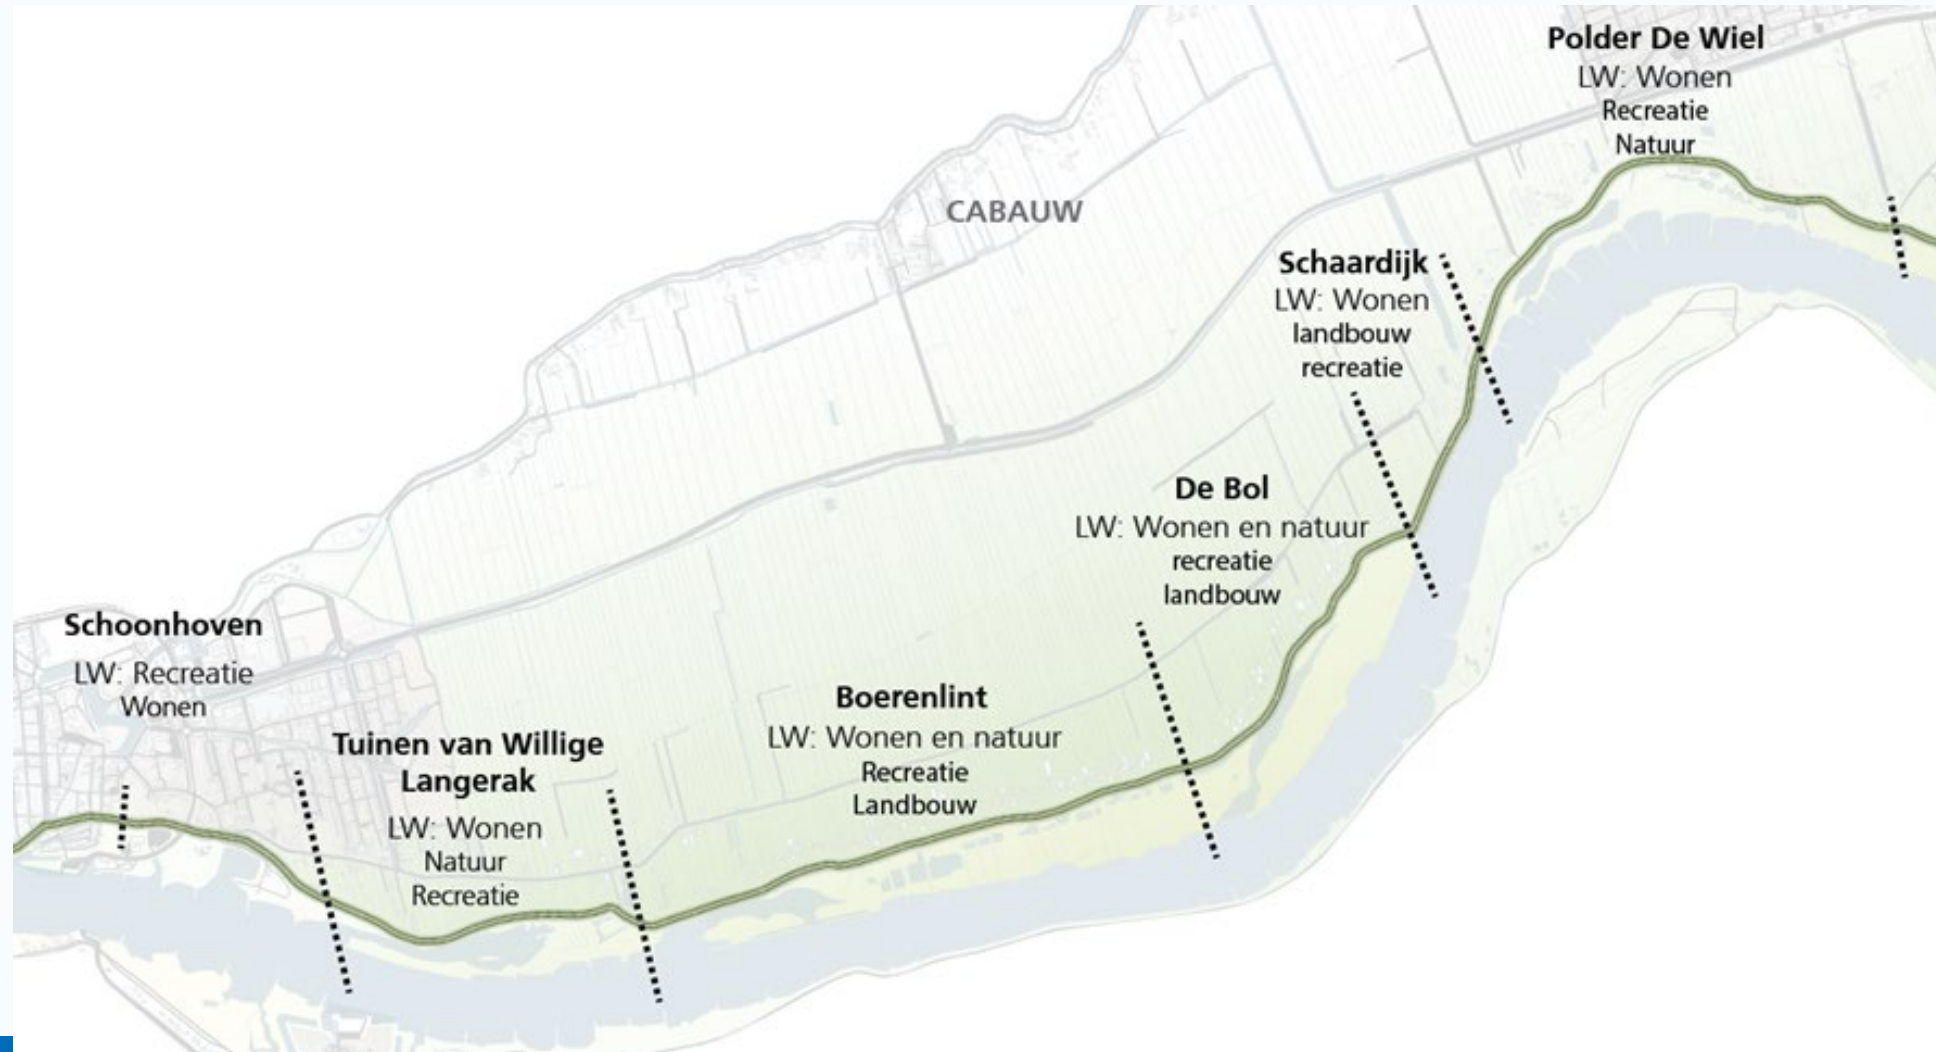 Polder De Wiel
LW: Wonen
Recreatie
Natuur
CABAUW
Schaardijk
LW: Wonen
landbouw
recreatie
De Bol
LW: Wonen en natuur
recreatie
landbouw
Schoonhoven
LW: Recreatie
Wonen
Boerenlint
LW: Wonen en natuur
Recreatie
Landbouw
Tuinen van Willige
Langerak
LW: Wonen
Natuur
Recreatie